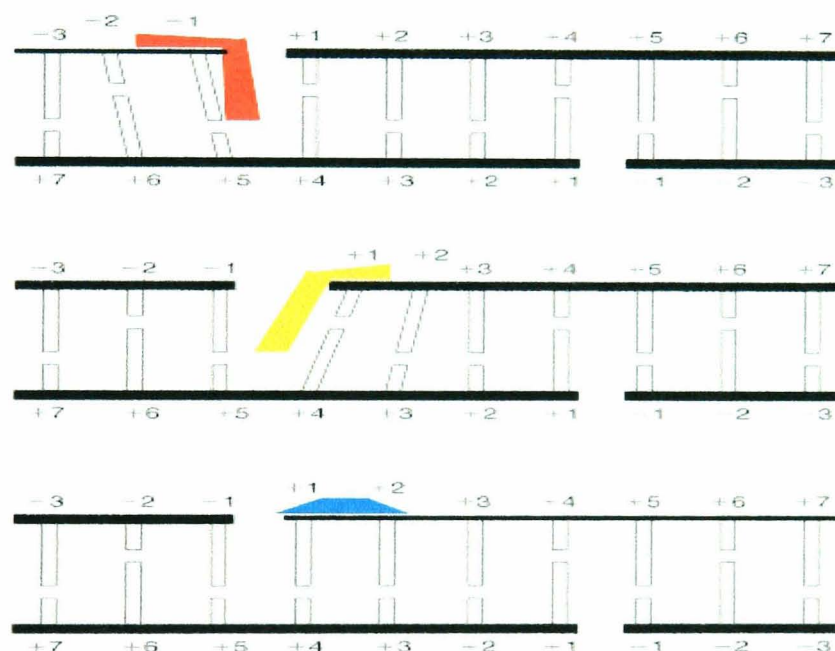 −3 −2 −1 +1 +2 +3 +4 +5 +6 +7
+7 +6 +5 +4 +3 +2 +1 −1 −2 −3
−3 −2 −1 +1 +2 +3 +4 +5 +6 +7
+7 +6 +5 +4 +3 +2 +1 −1 2 3
−3 −2 −1 +1 +2 +3 +4 +5 +6 +7
+7 +6 +5 +4 +3 −2 +1 −1 −2 −3